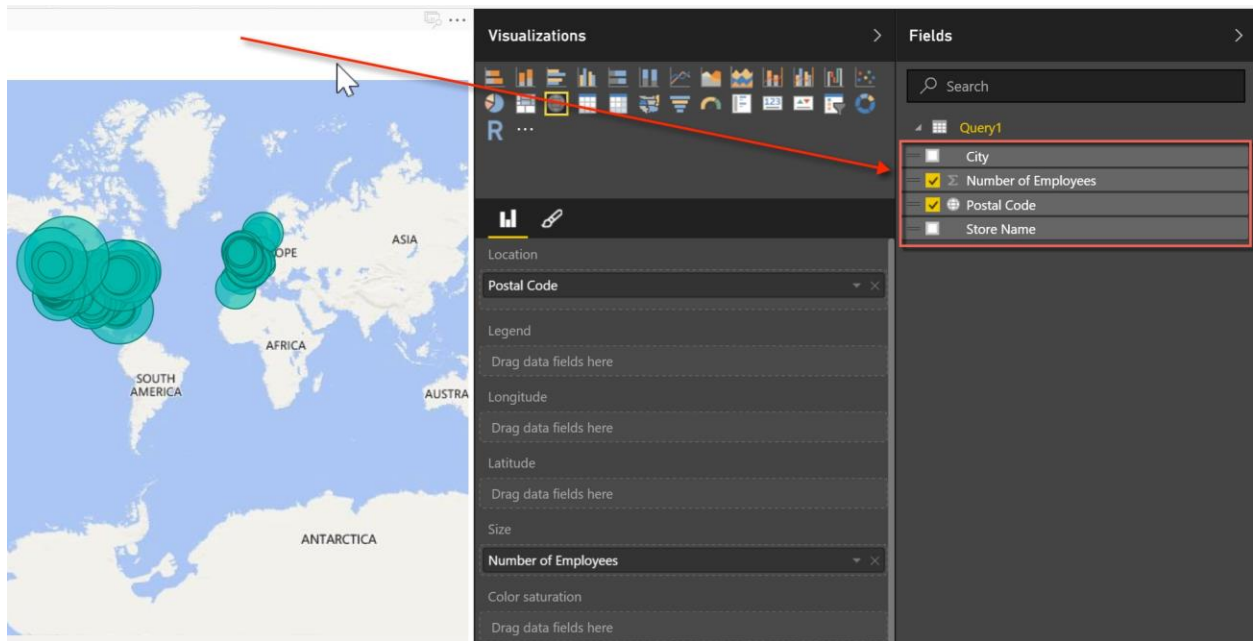 Visualizations
Fields
Search
Query1
City
Number of Employees
Postal Code
Store Name
R
123
Location
Postal Code
Legend
Drag data fields here
Longitude
Drag data fields here
Latitude
Drag data fields here
Size
Number of Employees
Color saturation
Drag data fields here
OPE
ASIA
AFRICA
SOUTH
AMERICA
AUSTRA
ANTARCTICA